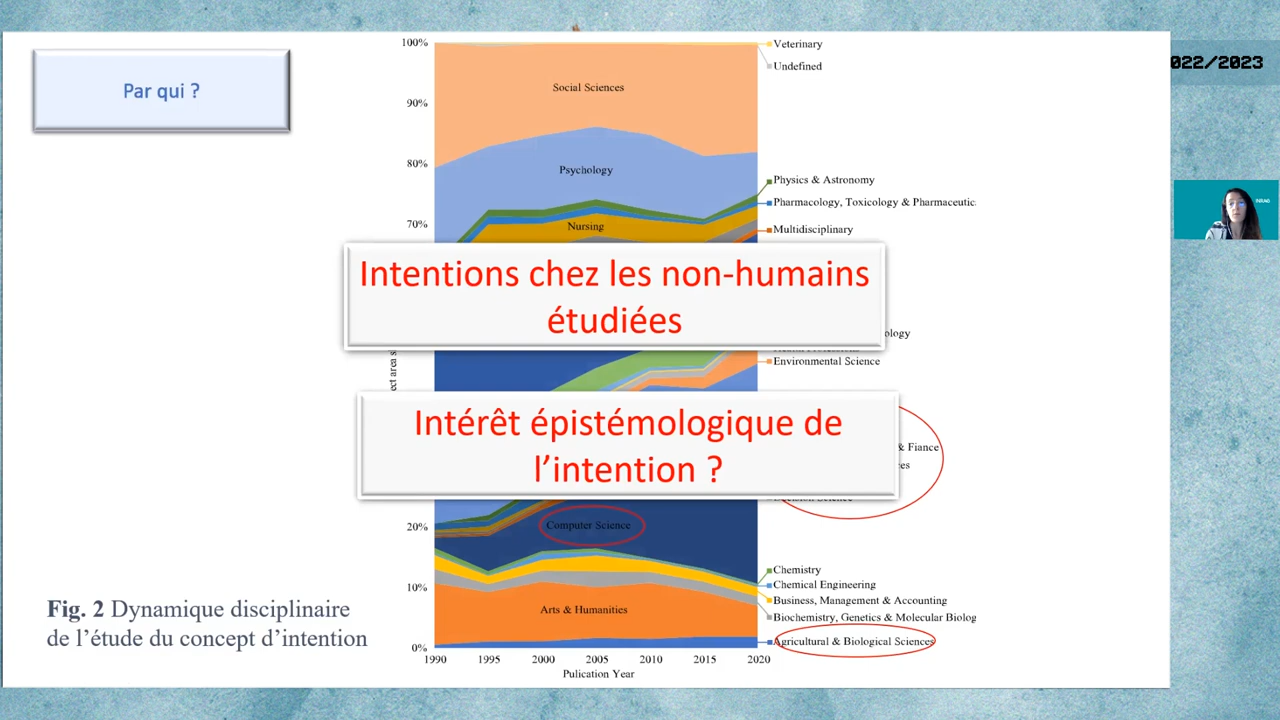 Par qui ?
022/2023
100%
90%
80%
70%
20%
10%
0%
Social Sciences
Psychology
Nursing
Computer Science
Arts & Humanities
Veterinary
Undefined
Physics & Astronomy
Pharmacology, Toxicology & Pharmaceutic
Multidisciplinary
Intentions chez les non-humains
étudiées
ology
Environmental Science
Intérêt épistémologique de
l’intention ?
& Fiance
Chemistry
Chemical Engineering
Business, Management & Accounting
Biochemistry, Genetics & Molecular Biolog
Agricultural & Biological Sciences
1990 1995 2000 2005 2010 2015 2020
Pulication Year
Fig. 2 Dynamique disciplinaire
de l’étude du concept d’intention